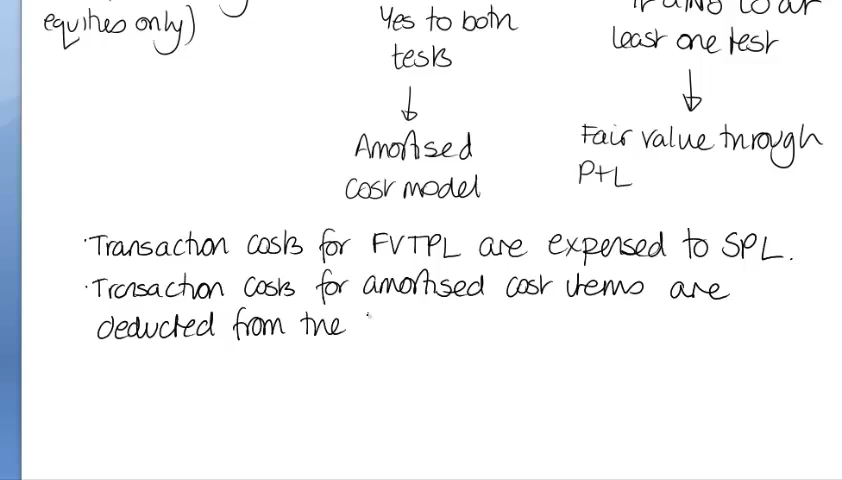 equities only)
Yes to both
tests
least one test
Amortised
cost model
Fair value through
P+L
·Transaction costs for FVTPL are expensed to SPL.
·Transaction costs for amortised cost items are
deducted from the